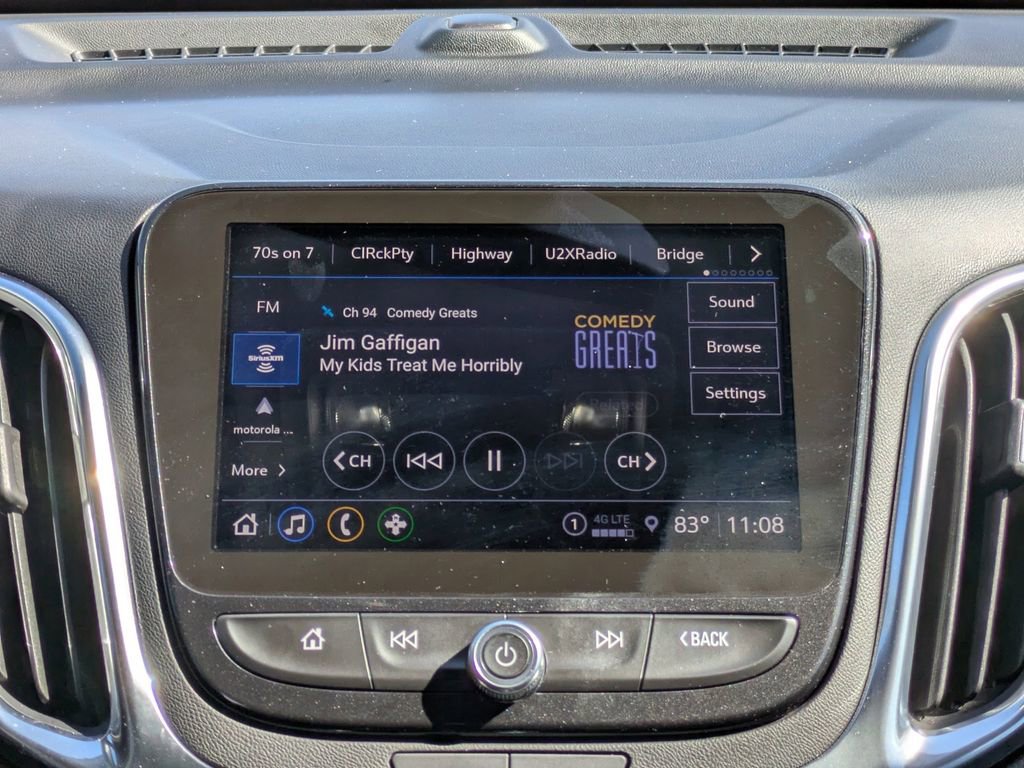 70s on 7 ClRckPty Highway U2XRadio Bridge
FM
Ch 94 Comedy Greats
COMEDY
GREATS
Sound
SiriusXM
Jim Gaffigan
My Kids Treat Me Horribly
Browse
Settings
motorola ...
More
CH
CH
1 4G LTE 83° 11:08
BACK